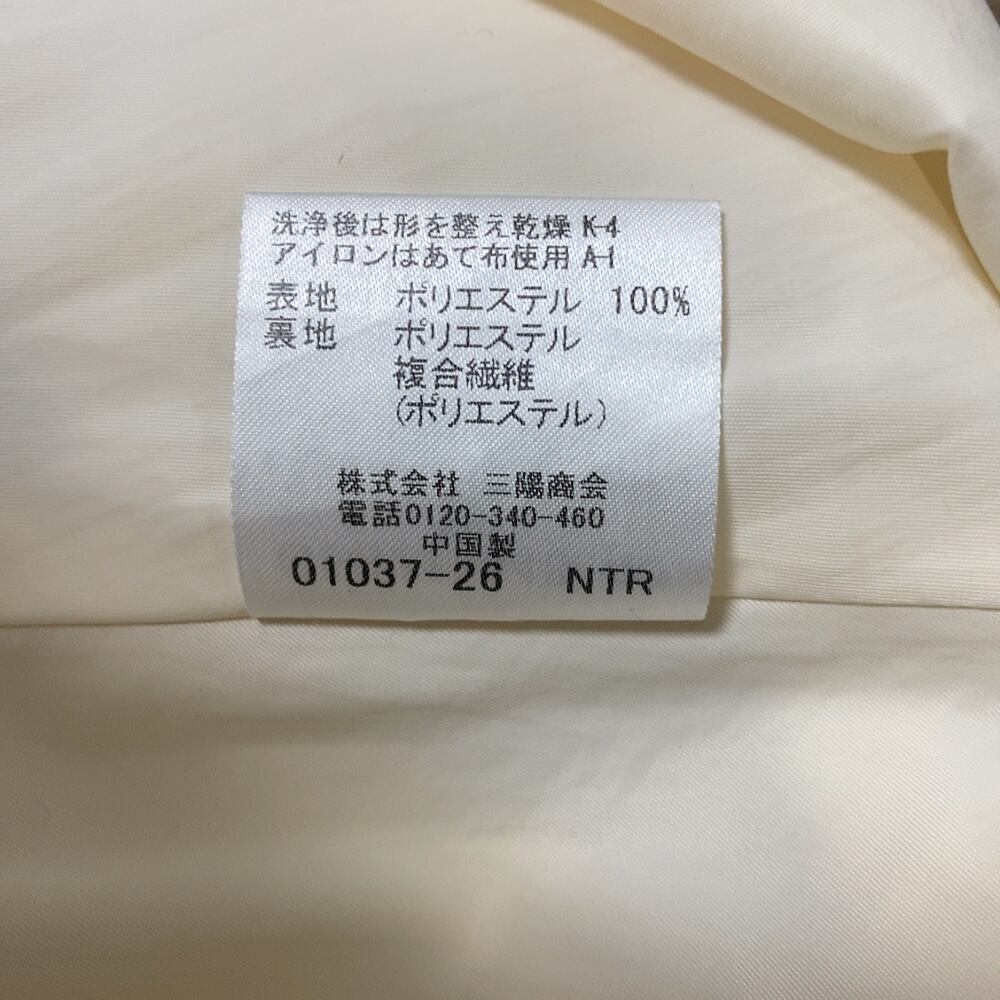 洗浄後は形を整え乾燥 K-4
アイロンはあて布使用 A-1
表地 ポリエステル 100%
裏地 ポリエステル
複合繊維
(ポリエステル)
株式会社 三陽商会
電話0120-340-460
中国製
01037-26 NTR